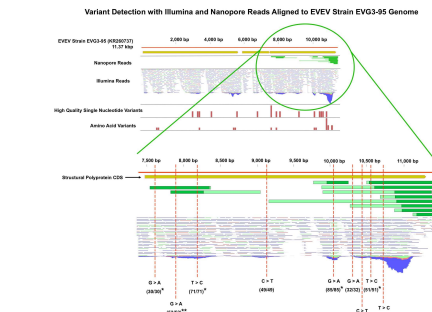 Variant Detection with Illumina and Nanopore Reads Aligned to EVEV Strain EVG3-95 Genome
EVEV Strain EVG3-95 (KR260737)
11.37 kbp
2,000 bp 4,000 bp 6,000 bp 8,000 bp 10,000 bp
Nanopore Reads
Illumina Reads
High Quality Single Nucleotide Variants
Amino Acid Variants
7,500 bp 8,000 bp 8,500 bp 9,000 bp 9,500 bp 10,000 bp 10,500 bp 11,000 bp
Structural Polyprotein CDS
G > A T > C C > T G > A G > A T > C
(30/30)* (71/71)* (49/49) (85/85)* (32/32) (51/51)*
G > A
C > T T > C